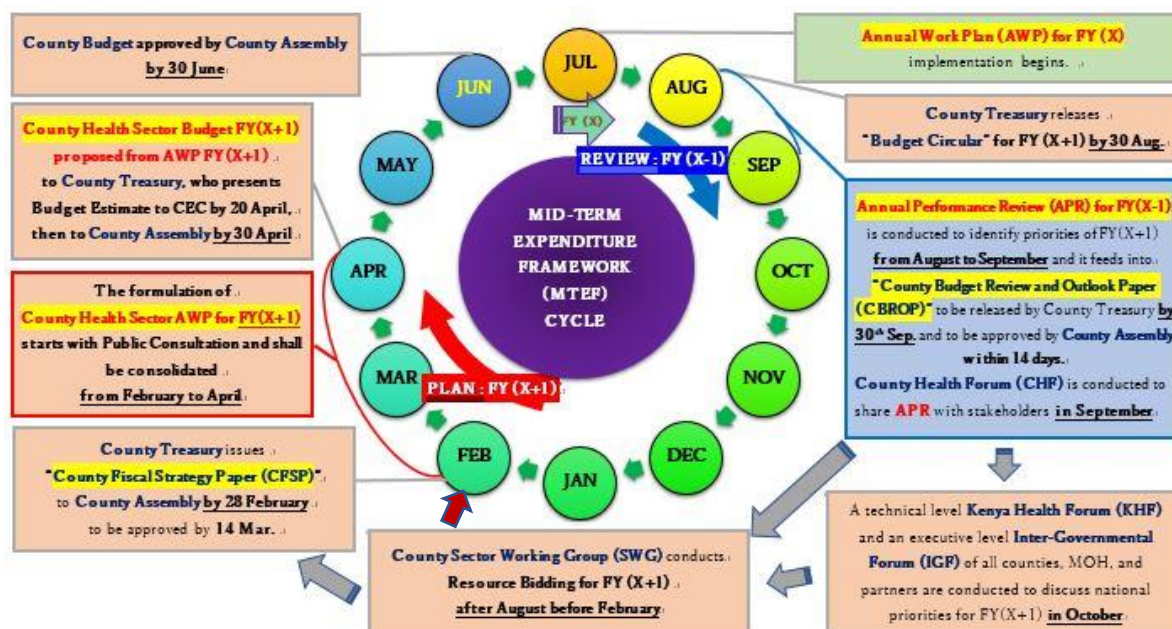 County Budget approved by County Assembly
by 30 June.
County Health Sector Budget FY(X+1)
proposed from AWP FY(X+1)
to County Treasury, who presents
Budget Estimate to CEC by 20 April,
then to County Assembly by 30 April.
The formulation of
County Health Sector AWP for FY(X+1)
starts with Public Consultation and shall
be consolidated
from February to April.
County Treasury issues
"County Fiscal Strategy Paper (CFSP)"
to County Assembly by 28 February
to be approved by 14 Mar.
JUL
AUG
SEP
OCT
NOV
DEC
JAN
FEB
MAR
APR
MAY
JUN
FY (X)
REVIEW : FY (X-1)
MID-TERM
EXPENDITURE
FRAMEWORK
(MTEF)
CYCLE
PLAN : FY (X+1)
Annual Work Plan (AWP) for FY (X)
implementation begins.
County Treasury releases
"Budget Circular" for FY (X+1) by 30 Aug.
Annual Performance Review (APR) for FY(X-1)
is conducted to identify priorities of FY(X+1)
from August to September and it feeds into
"County Budget Review and Outlook Paper
(CBROP)" to be released by County Treasury by
30th Sep. and to be approved by County Assembly
within 14 days.
County Health Forum (CHF) is conducted to
share APR with stakeholders in September.
A technical level Kenya Health Forum (KHF)
and an executive level Inter-Governmental
Forum (IGF) of all counties, MOH, and
partners are conducted to discuss national
priorities for FY(X+1) in October.
County Sector Working Group (SWG) conducts
Resource Bidding for FY (X+1)
after August before February.